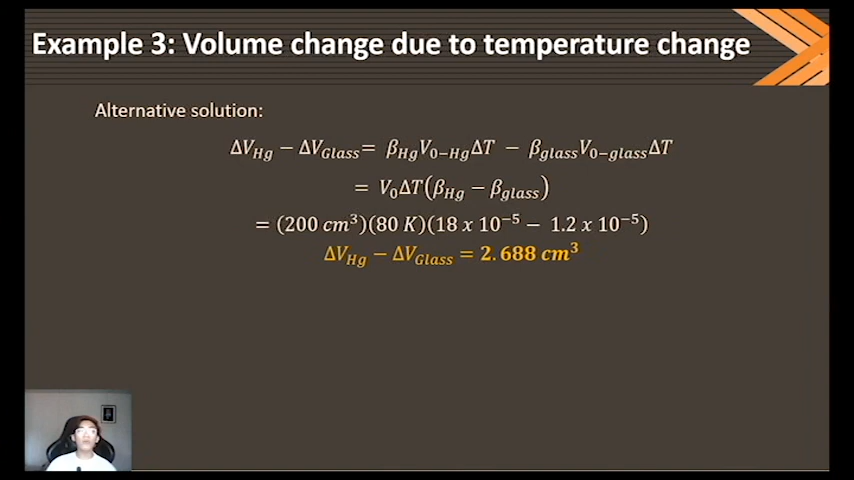 Example 3: Volume change due to temperature change
Alternative solution:
ΔV_Hg − ΔV_Glass = β_Hg V_0−Hg ΔT − β_glass V_0−glass ΔT
= V_0 ΔT(β_Hg − β_glass)
= (200 cm³)(80 K)(18 x 10⁻⁵ − 1.2 x 10⁻⁵)
ΔV_Hg − ΔV_Glass = 2.688 cm³